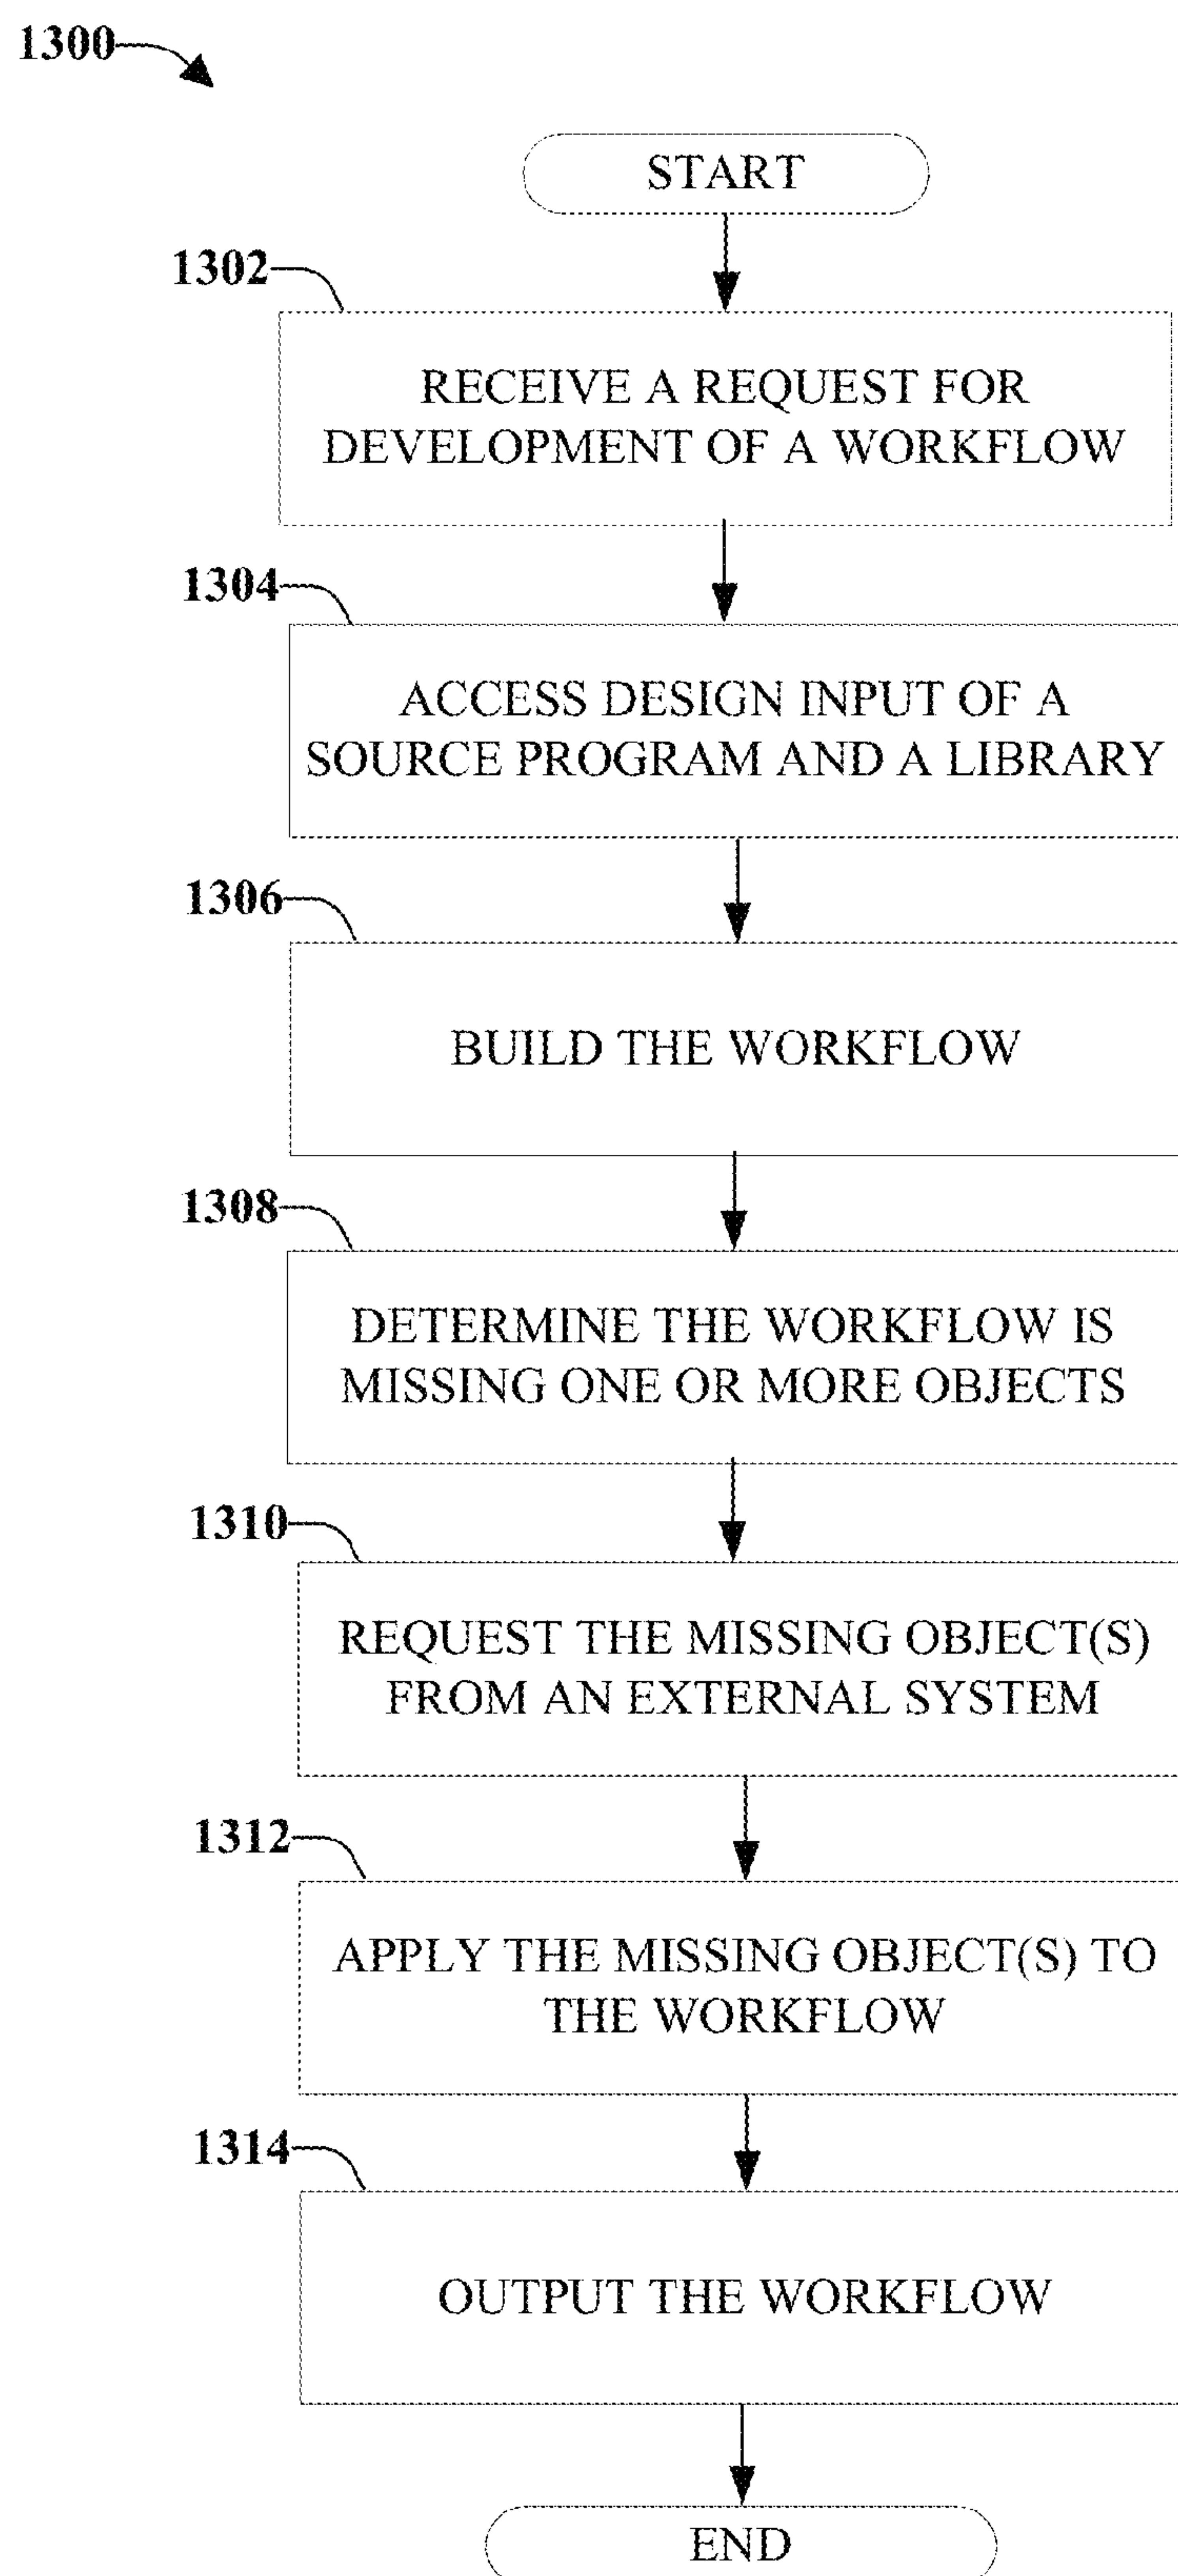 1300
START
1302
RECEIVE A REQUEST FOR
DEVELOPMENT OF A WORKFLOW
1304
ACCESS DESIGN INPUT OF A
SOURCE PROGRAM AND A LIBRARY
1306
BUILD THE WORKFLOW
1308
DETERMINE THE WORKFLOW IS
MISSING ONE OR MORE OBJECTS
1310
REQUEST THE MISSING OBJECT(S)
FROM AN EXTERNAL SYSTEM
1312
APPLY THE MISSING OBJECT(S) TO
THE WORKFLOW
1314
OUTPUT THE WORKFLOW
END